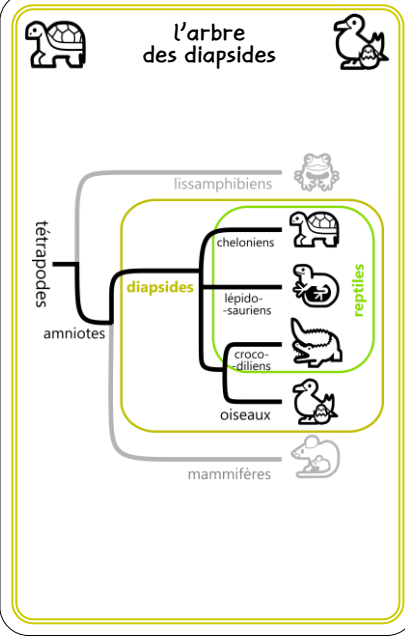 l'arbre
des diapsides
lissamphibiens
tétrapodes
cheloniens
diapsides
lépido-
-sauriens
reptiles
amniotes
croco-
-diliens
oiseaux
mammifères